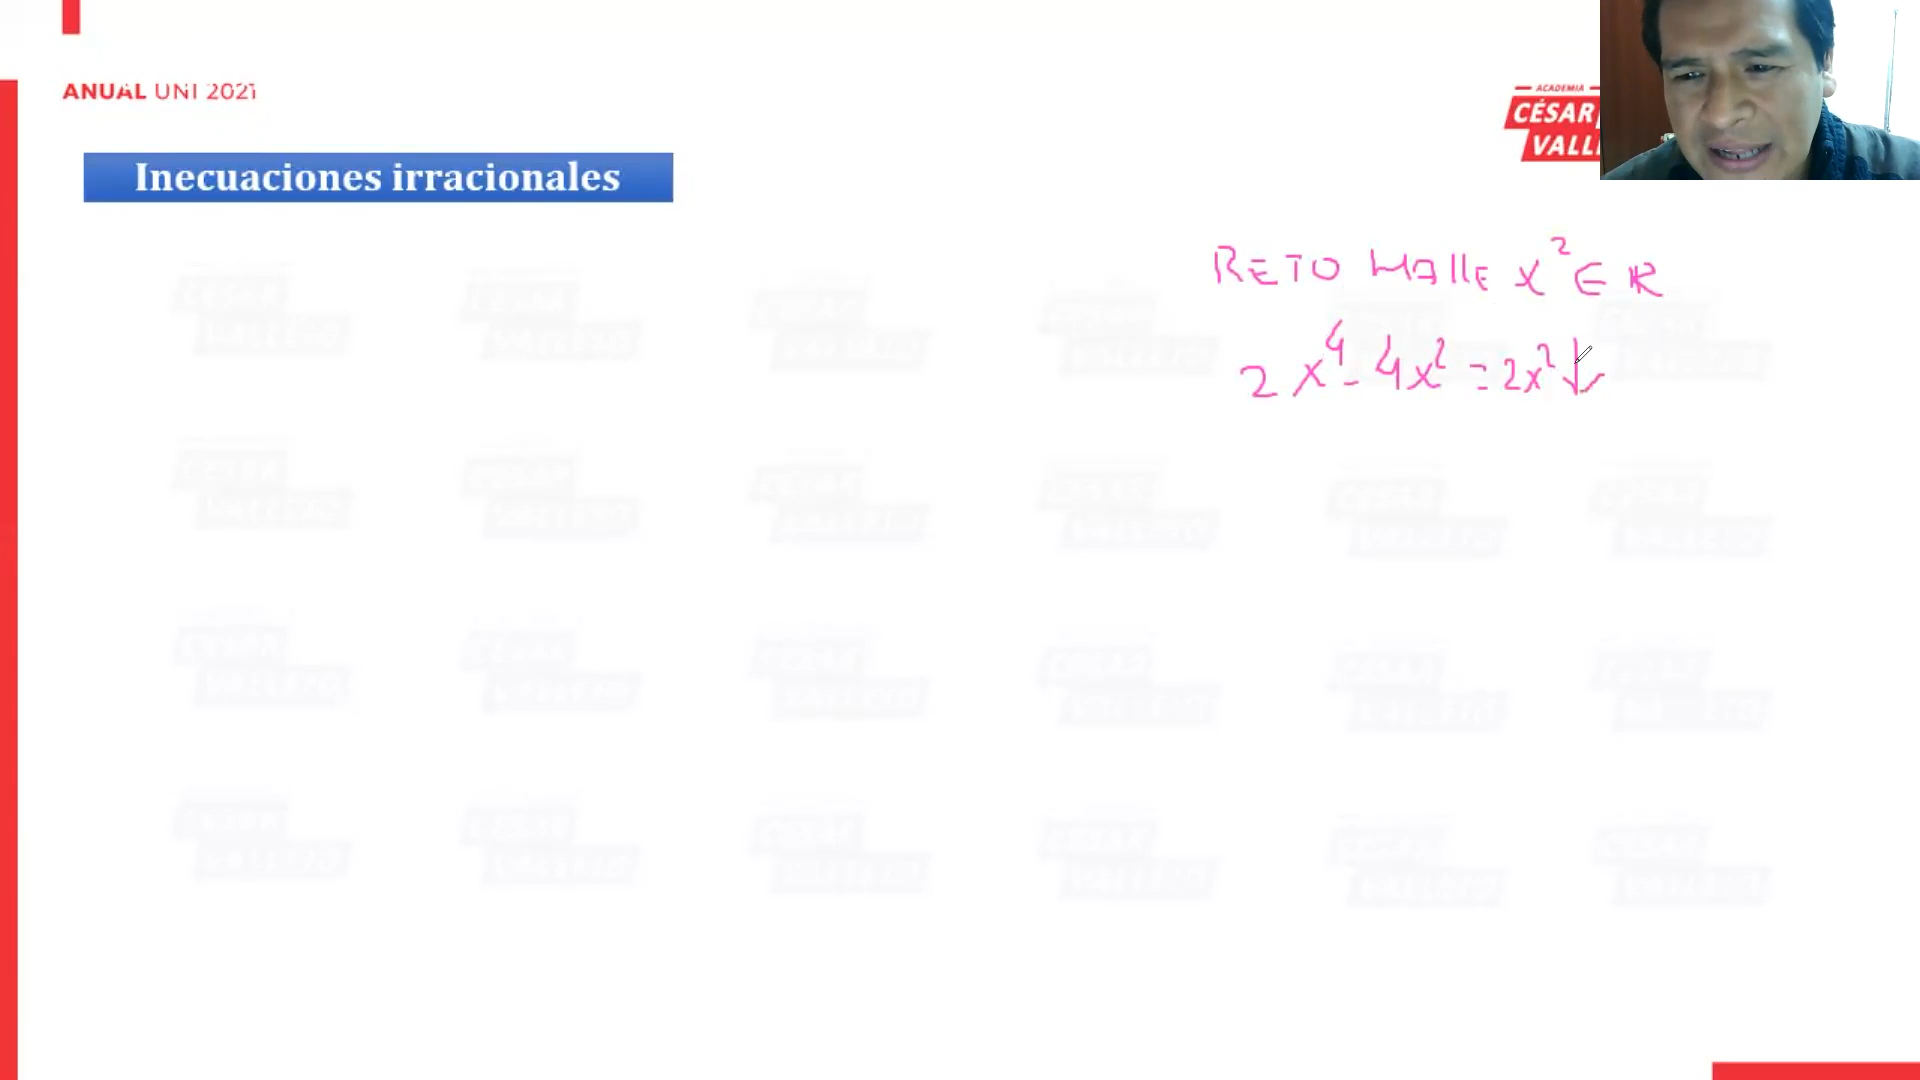 ANUAL UNI 2021
ACADEMIA
CÉSAR
VALL
Inecuaciones irracionales
RETO HALLE x² ∈ R
2x⁴ - 4x² = 2x²